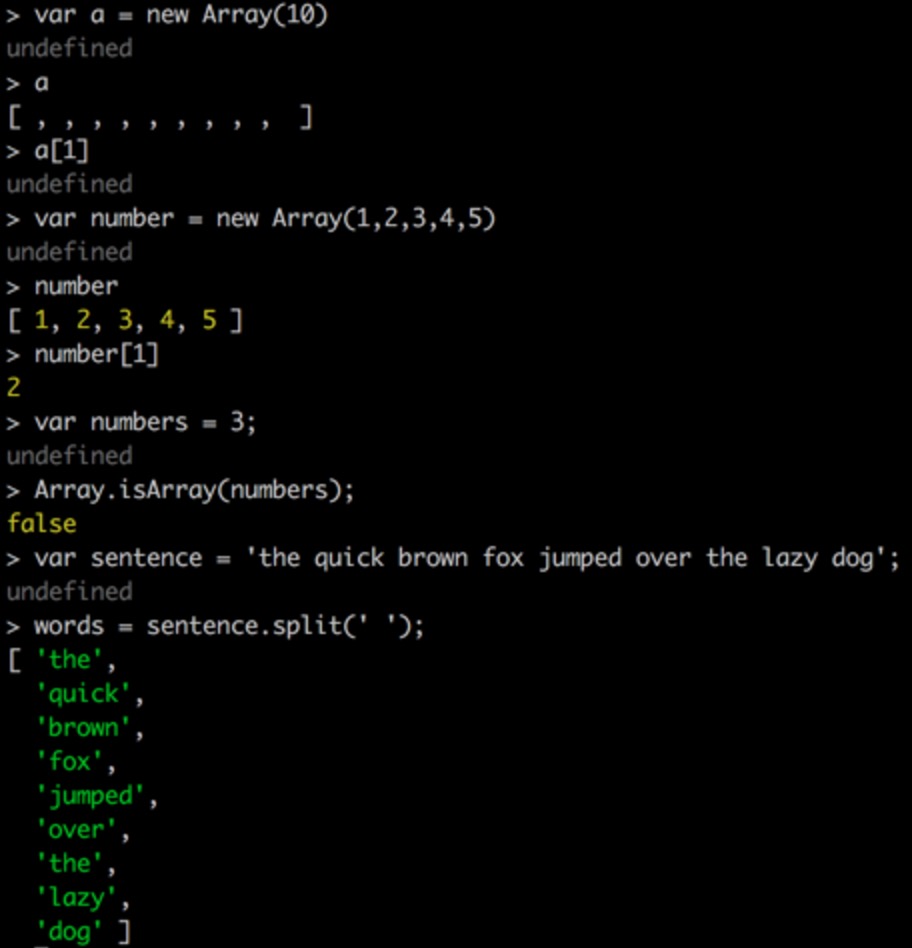 > var a = new Array(10)
undefined
> a
[ , , , , , , , , ,  ]
> a[1]
undefined
> var number = new Array(1,2,3,4,5)
undefined
> number
[ 1, 2, 3, 4, 5 ]
> number[1]
2
> var numbers = 3;
undefined
> Array.isArray(numbers);
false
> var sentence = 'the quick brown fox jumped over the lazy dog';
undefined
> words = sentence.split(' ');
[ 'the',
  'quick',
  'brown',
  'fox',
  'jumped',
  'over',
  'the',
  'lazy',
  'dog' ]